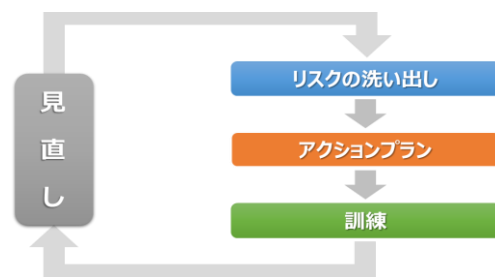 見直し
リスクの洗い出し
アクションプラン
訓練